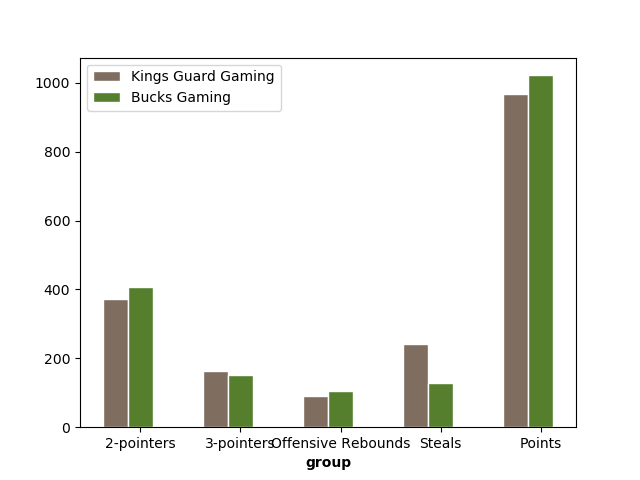 Kings Guard Gaming
Bucks Gaming
1000
800
600
400
200
0
2-pointers 3-pointers Offensive Rebounds Steals Points
group